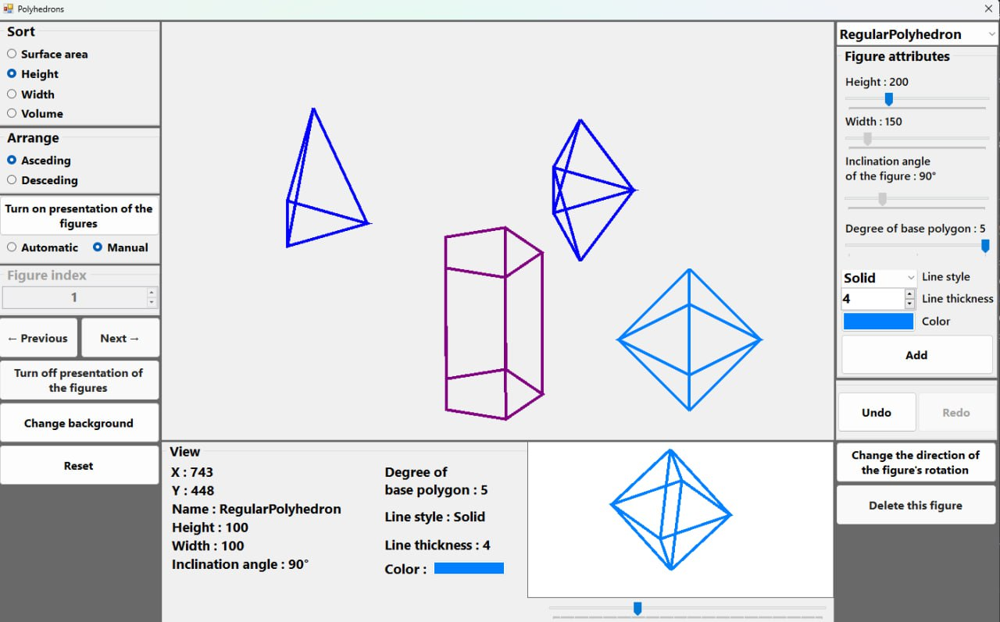 Polyhedrons
Sort
Surface area
Height
Width
Volume
Arrange
Asceding
Desceding
Turn on presentation of the
figures
Automatic Manual
Figure index
1
← Previous Next →
Turn off presentation of
the figures
Change background
Reset
View
X : 743
Y : 448
Name : RegularPolyhedron
Height : 100
Width : 100
Inclination angle : 90°
Degree of
base polygon : 5
Line style : Solid
Line thickness : 4
Color :
RegularPolyhedron
Figure attributes
Height : 200
Width : 150
Inclination angle
of the figure : 90°
Degree of base polygon : 5
Solid Line style
4 Line thickness
Color
Add
Undo Redo
Change the direction of
the figure's rotation
Delete this figure